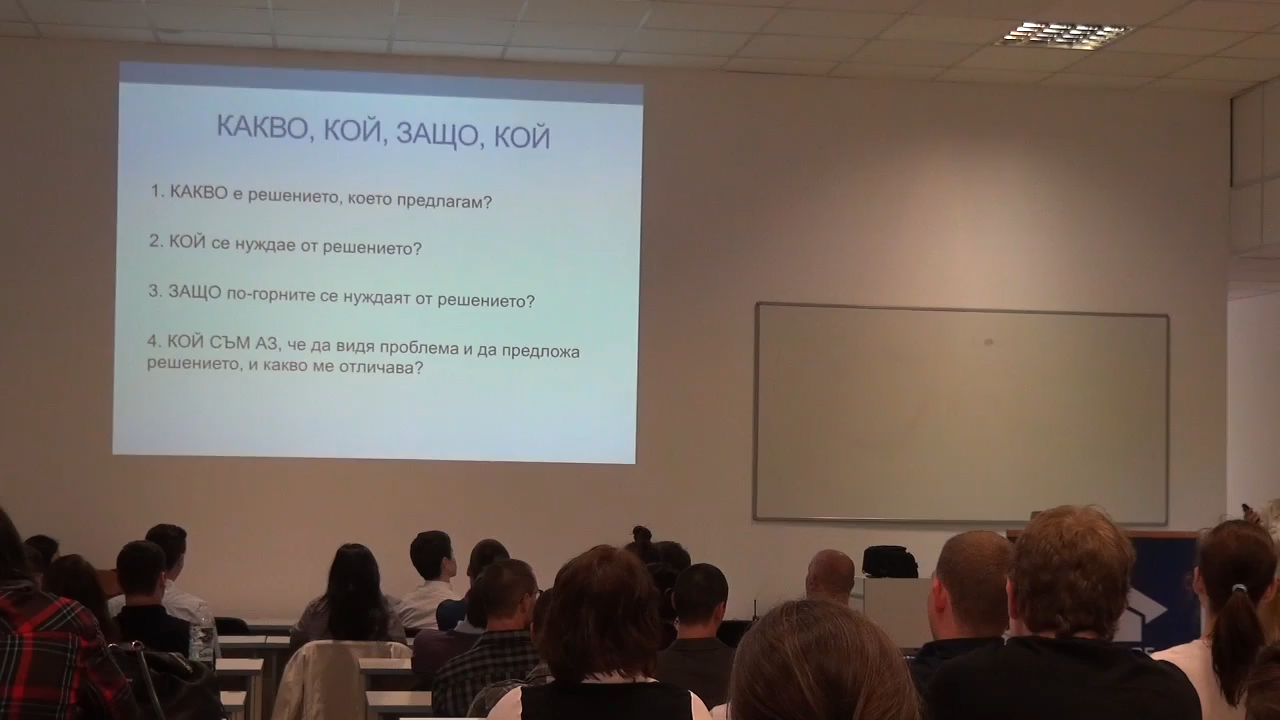 КАКВО, КОЙ, ЗАЩО, КОЙ
1. КАКВО е решението, което предлагам?
2. КОЙ се нуждае от решението?
3. ЗАЩО по-горните се нуждаят от решението?
4. КОЙ СЪМ АЗ, че да видя проблема и да предложа
решението, и какво ме отличава?